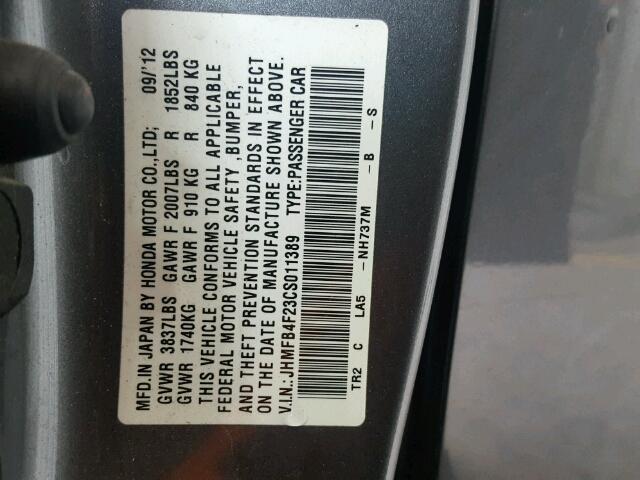 MFD.IN JAPAN BY HONDA MOTOR CO.,LTD; 09/'12
GVWR 3837LBS GAWR F 2007LBS R 1852LBS
GVWR 1740KG GAWR F 910 KG R 840 KG
THIS VEHICLE CONFORMS TO ALL APPLICABLE
FEDERAL MOTOR VEHICLE SAFETY ,BUMPER,
AND THEFT PREVENTION STANDARDS IN EFFECT
ON THE DATE OF MANUFACTURE SHOWN ABOVE.
V.I.N.: JHMFB4F23CS011389 TYPE:PASSENGER CAR
TR2 C LA5 -NH737M -B -S